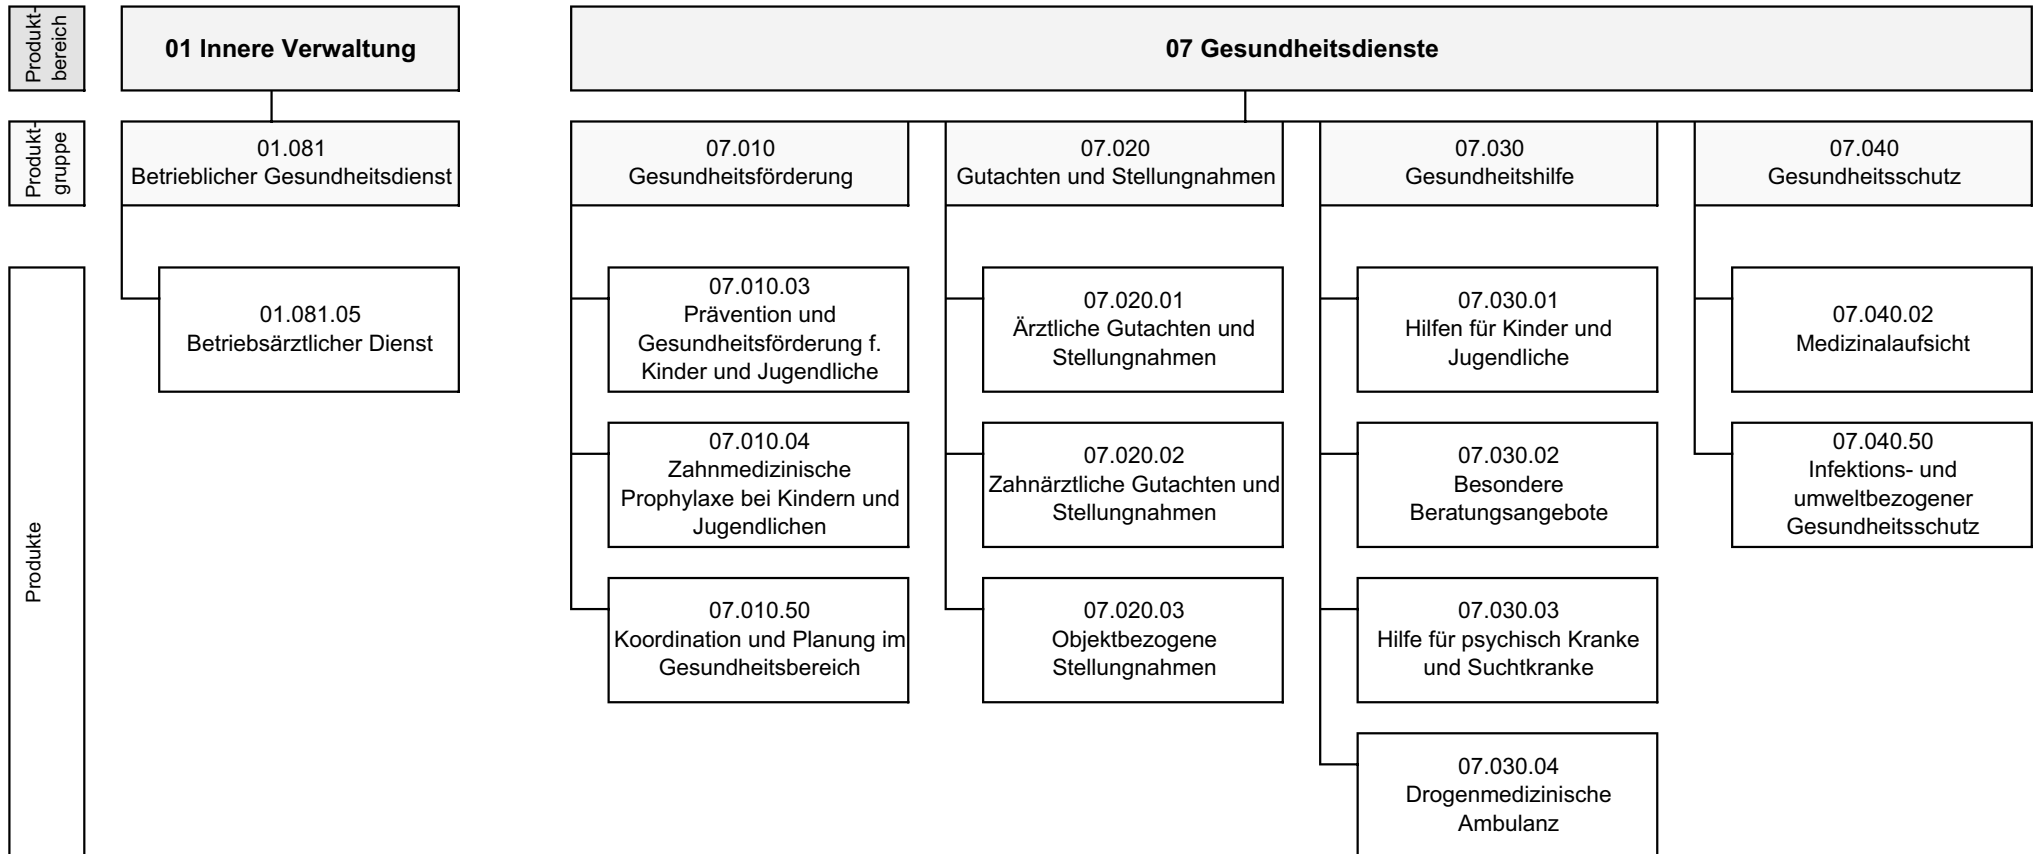 Produkt-
bereich
01 Innere Verwaltung
07 Gesundheitsdienste
Produkt-
gruppe
01.081
Betrieblicher Gesundheitsdienst
07.010
Gesundheitsförderung
07.020
Gutachten und Stellungnahmen
07.030
Gesundheitshilfe
07.040
Gesundheitsschutz
Produkte
01.081.05
Betriebsärztlicher Dienst
07.010.03
Prävention und
Gesundheitsförderung f.
Kinder und Jugendliche
07.010.04
Zahnmedizinische
Prophylaxe bei Kindern und
Jugendlichen
07.010.50
Koordination und Planung im
Gesundheitsbereich
07.020.01
Ärztliche Gutachten und
Stellungnahmen
07.020.02
Zahnärztliche Gutachten und
Stellungnahmen
07.020.03
Objektbezogene
Stellungnahmen
07.030.01
Hilfen für Kinder und
Jugendliche
07.030.02
Besondere
Beratungsangebote
07.030.03
Hilfe für psychisch Kranke
und Suchtkranke
07.030.04
Drogenmedizinische
Ambulanz
07.040.02
Medizinalaufsicht
07.040.50
Infektions- und
umweltbezogener
Gesundheitsschutz